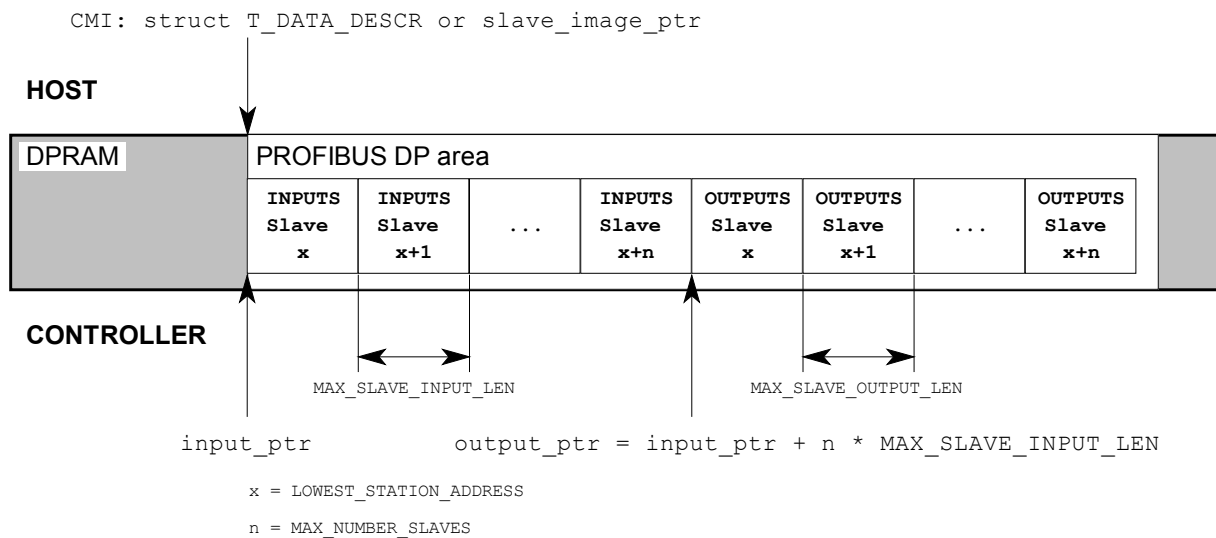 CMI: struct T_DATA_DESCR or slave_image_ptr
HOST
DPRAM
PROFIBUS DP area
INPUTS Slave x
INPUTS Slave x+1
...
INPUTS Slave x+n
OUTPUTS Slave x
OUTPUTS Slave x+1
...
OUTPUTS Slave x+n
CONTROLLER
MAX_SLAVE_INPUT_LEN
MAX_SLAVE_OUTPUT_LEN
input_ptr
output_ptr = input_ptr + n * MAX_SLAVE_INPUT_LEN
x = LOWEST_STATION_ADDRESS
n = MAX_NUMBER_SLAVES